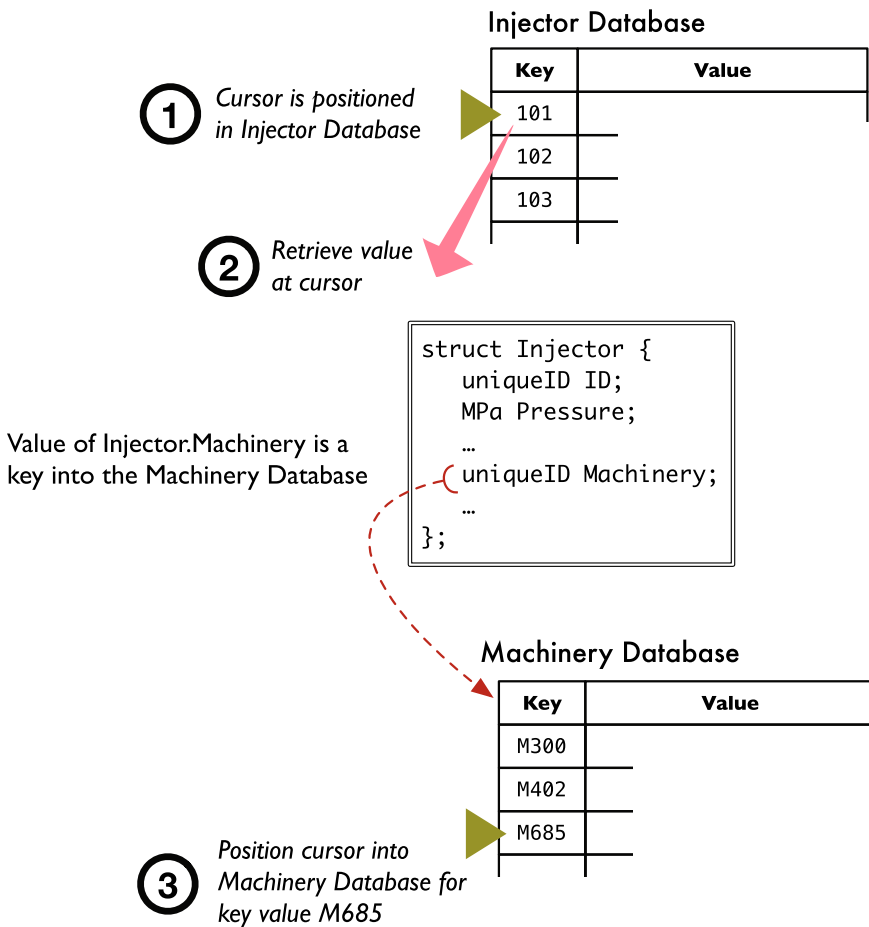 Injector Database
Key Value
1 Cursor is positioned
in Injector Database
101
102
103
2 Retrieve value
at cursor
struct Injector {
uniqueID ID;
MPa Pressure;
…
Value of Injector.Machinery is a
key into the Machinery Database
uniqueID Machinery;
…
};
Machinery Database
Key Value
M300
M402
M685
3 Position cursor into
Machinery Database for
key value M685